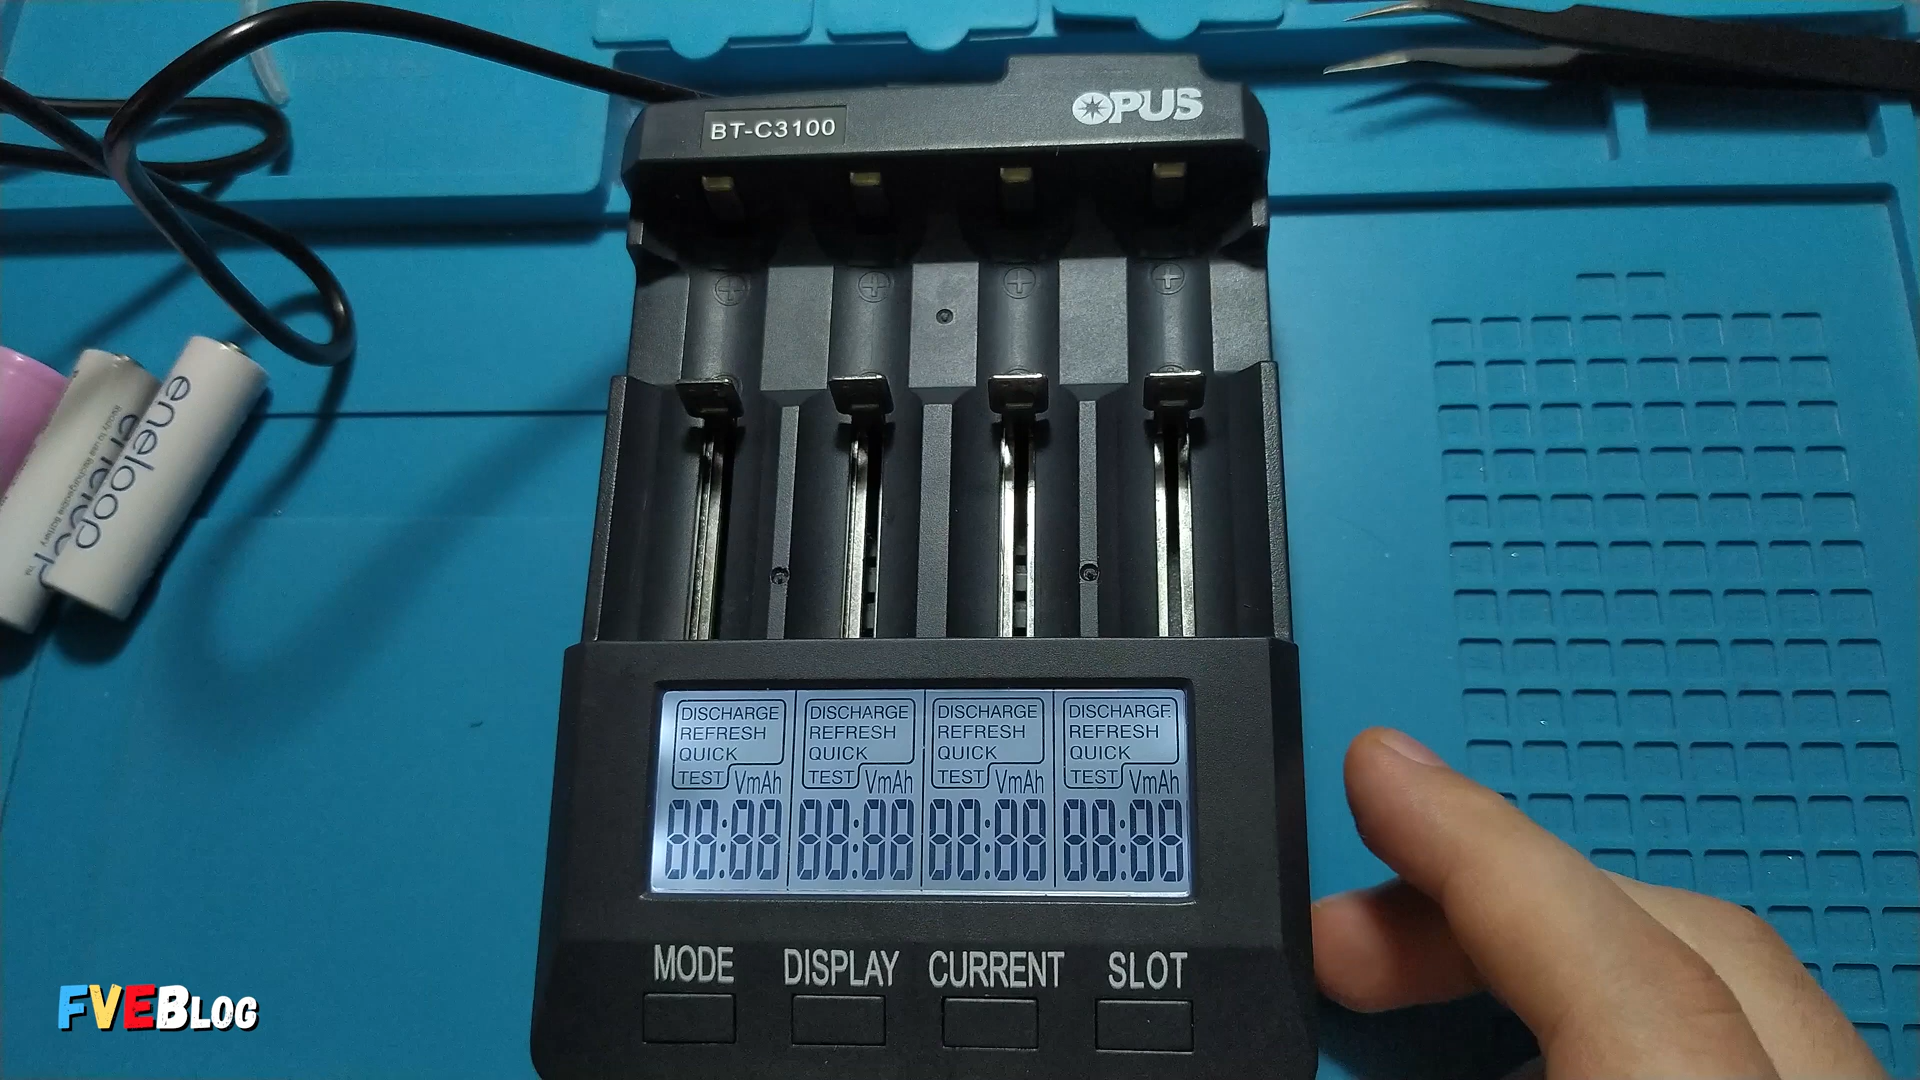 BT-C3100
OPUS
eneloop
DISCHARGE
REFRESH
QUICK
TEST VmAh
88:88
DISCHARGE
REFRESH
QUICK
TEST VmAh
88:88
DISCHARGE
REFRESH
QUICK
TEST VmAh
88:88
DISCHARGE
REFRESH
QUICK
TEST VmAh
88:88
MODE DISPLAY CURRENT SLOT
FVEBLOG